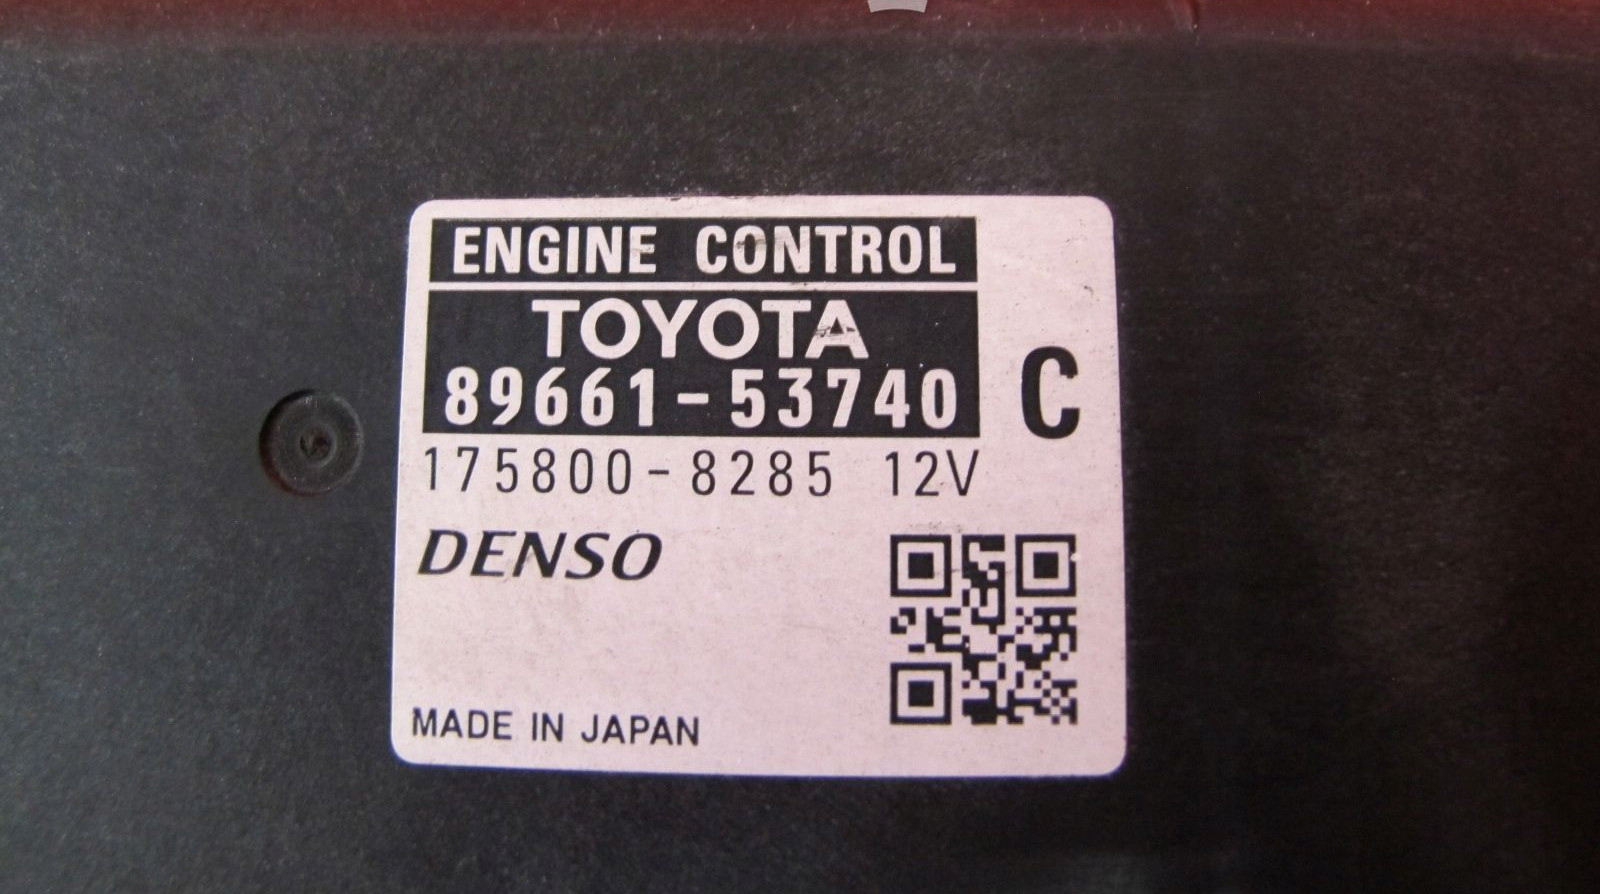 ENGINE CONTROL
TOYOTA
89661-53740
C
175800-8285 12V
DENSO
MADE IN JAPAN